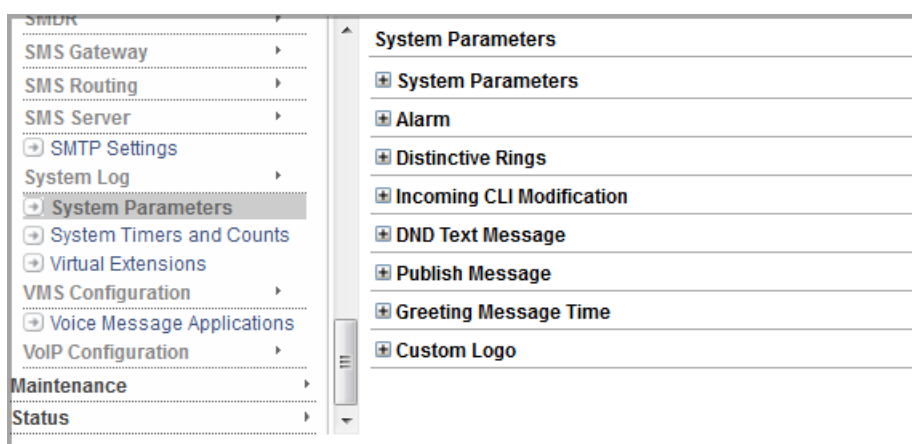 SMDR
SMS Gateway
SMS Routing
SMS Server
SMTP Settings
System Log
System Parameters
System Timers and Counts
Virtual Extensions
VMS Configuration
Voice Message Applications
VoIP Configuration
Maintenance
Status
System Parameters
System Parameters
Alarm
Distinctive Rings
Incoming CLI Modification
DND Text Message
Publish Message
Greeting Message Time
Custom Logo